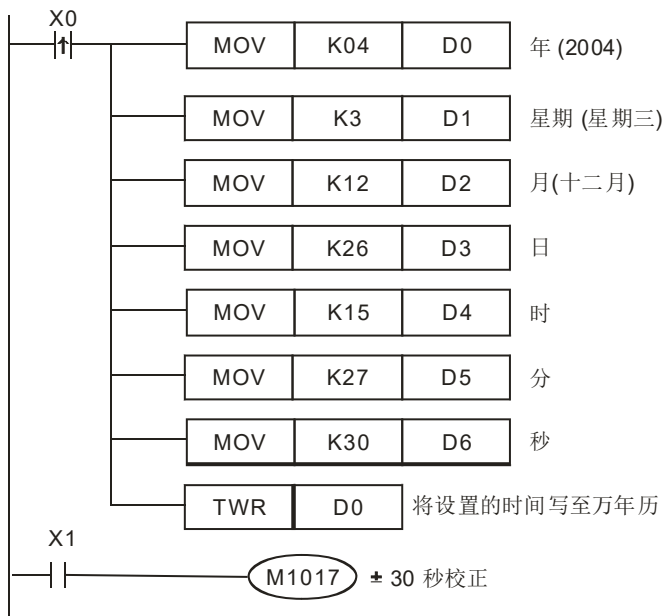 X0
MOV K04 D0 年 (2004)
MOV K3 D1 星期 (星期三)
MOV K12 D2 月(十二月)
MOV K26 D3 日
MOV K15 D4 时
MOV K27 D5 分
MOV K30 D6 秒
TWR D0 将设置的时间写至万年历
X1
M1017 ± 30 秒校正